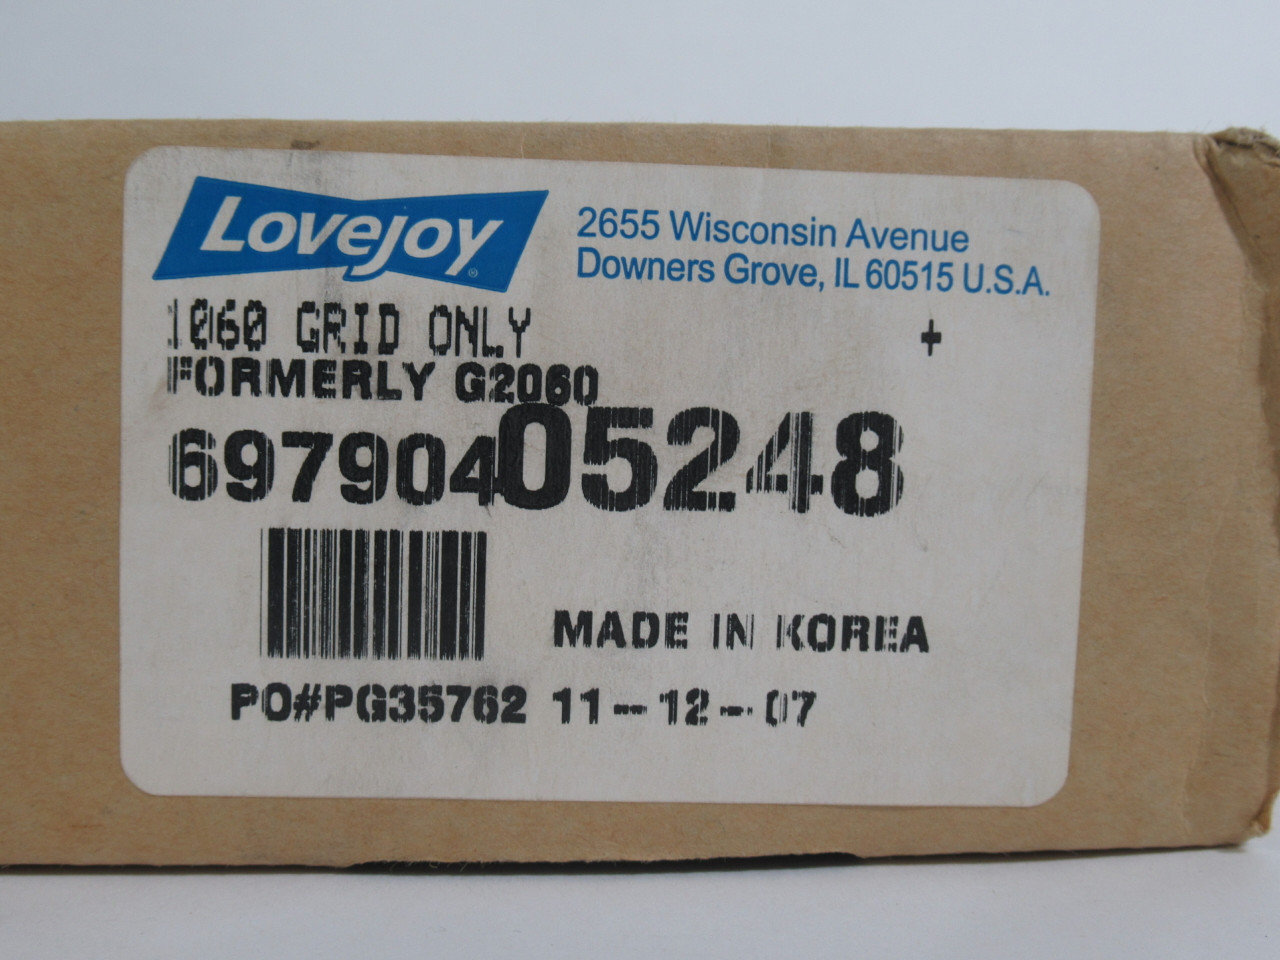 Lovejoy®
2655 Wisconsin Avenue
Downers Grove, IL 60515 U.S.A.
1060 GRID ONLY
+
FORMERLY G2060
69790405248
MADE IN KOREA
PO#PG35762 11-12-07